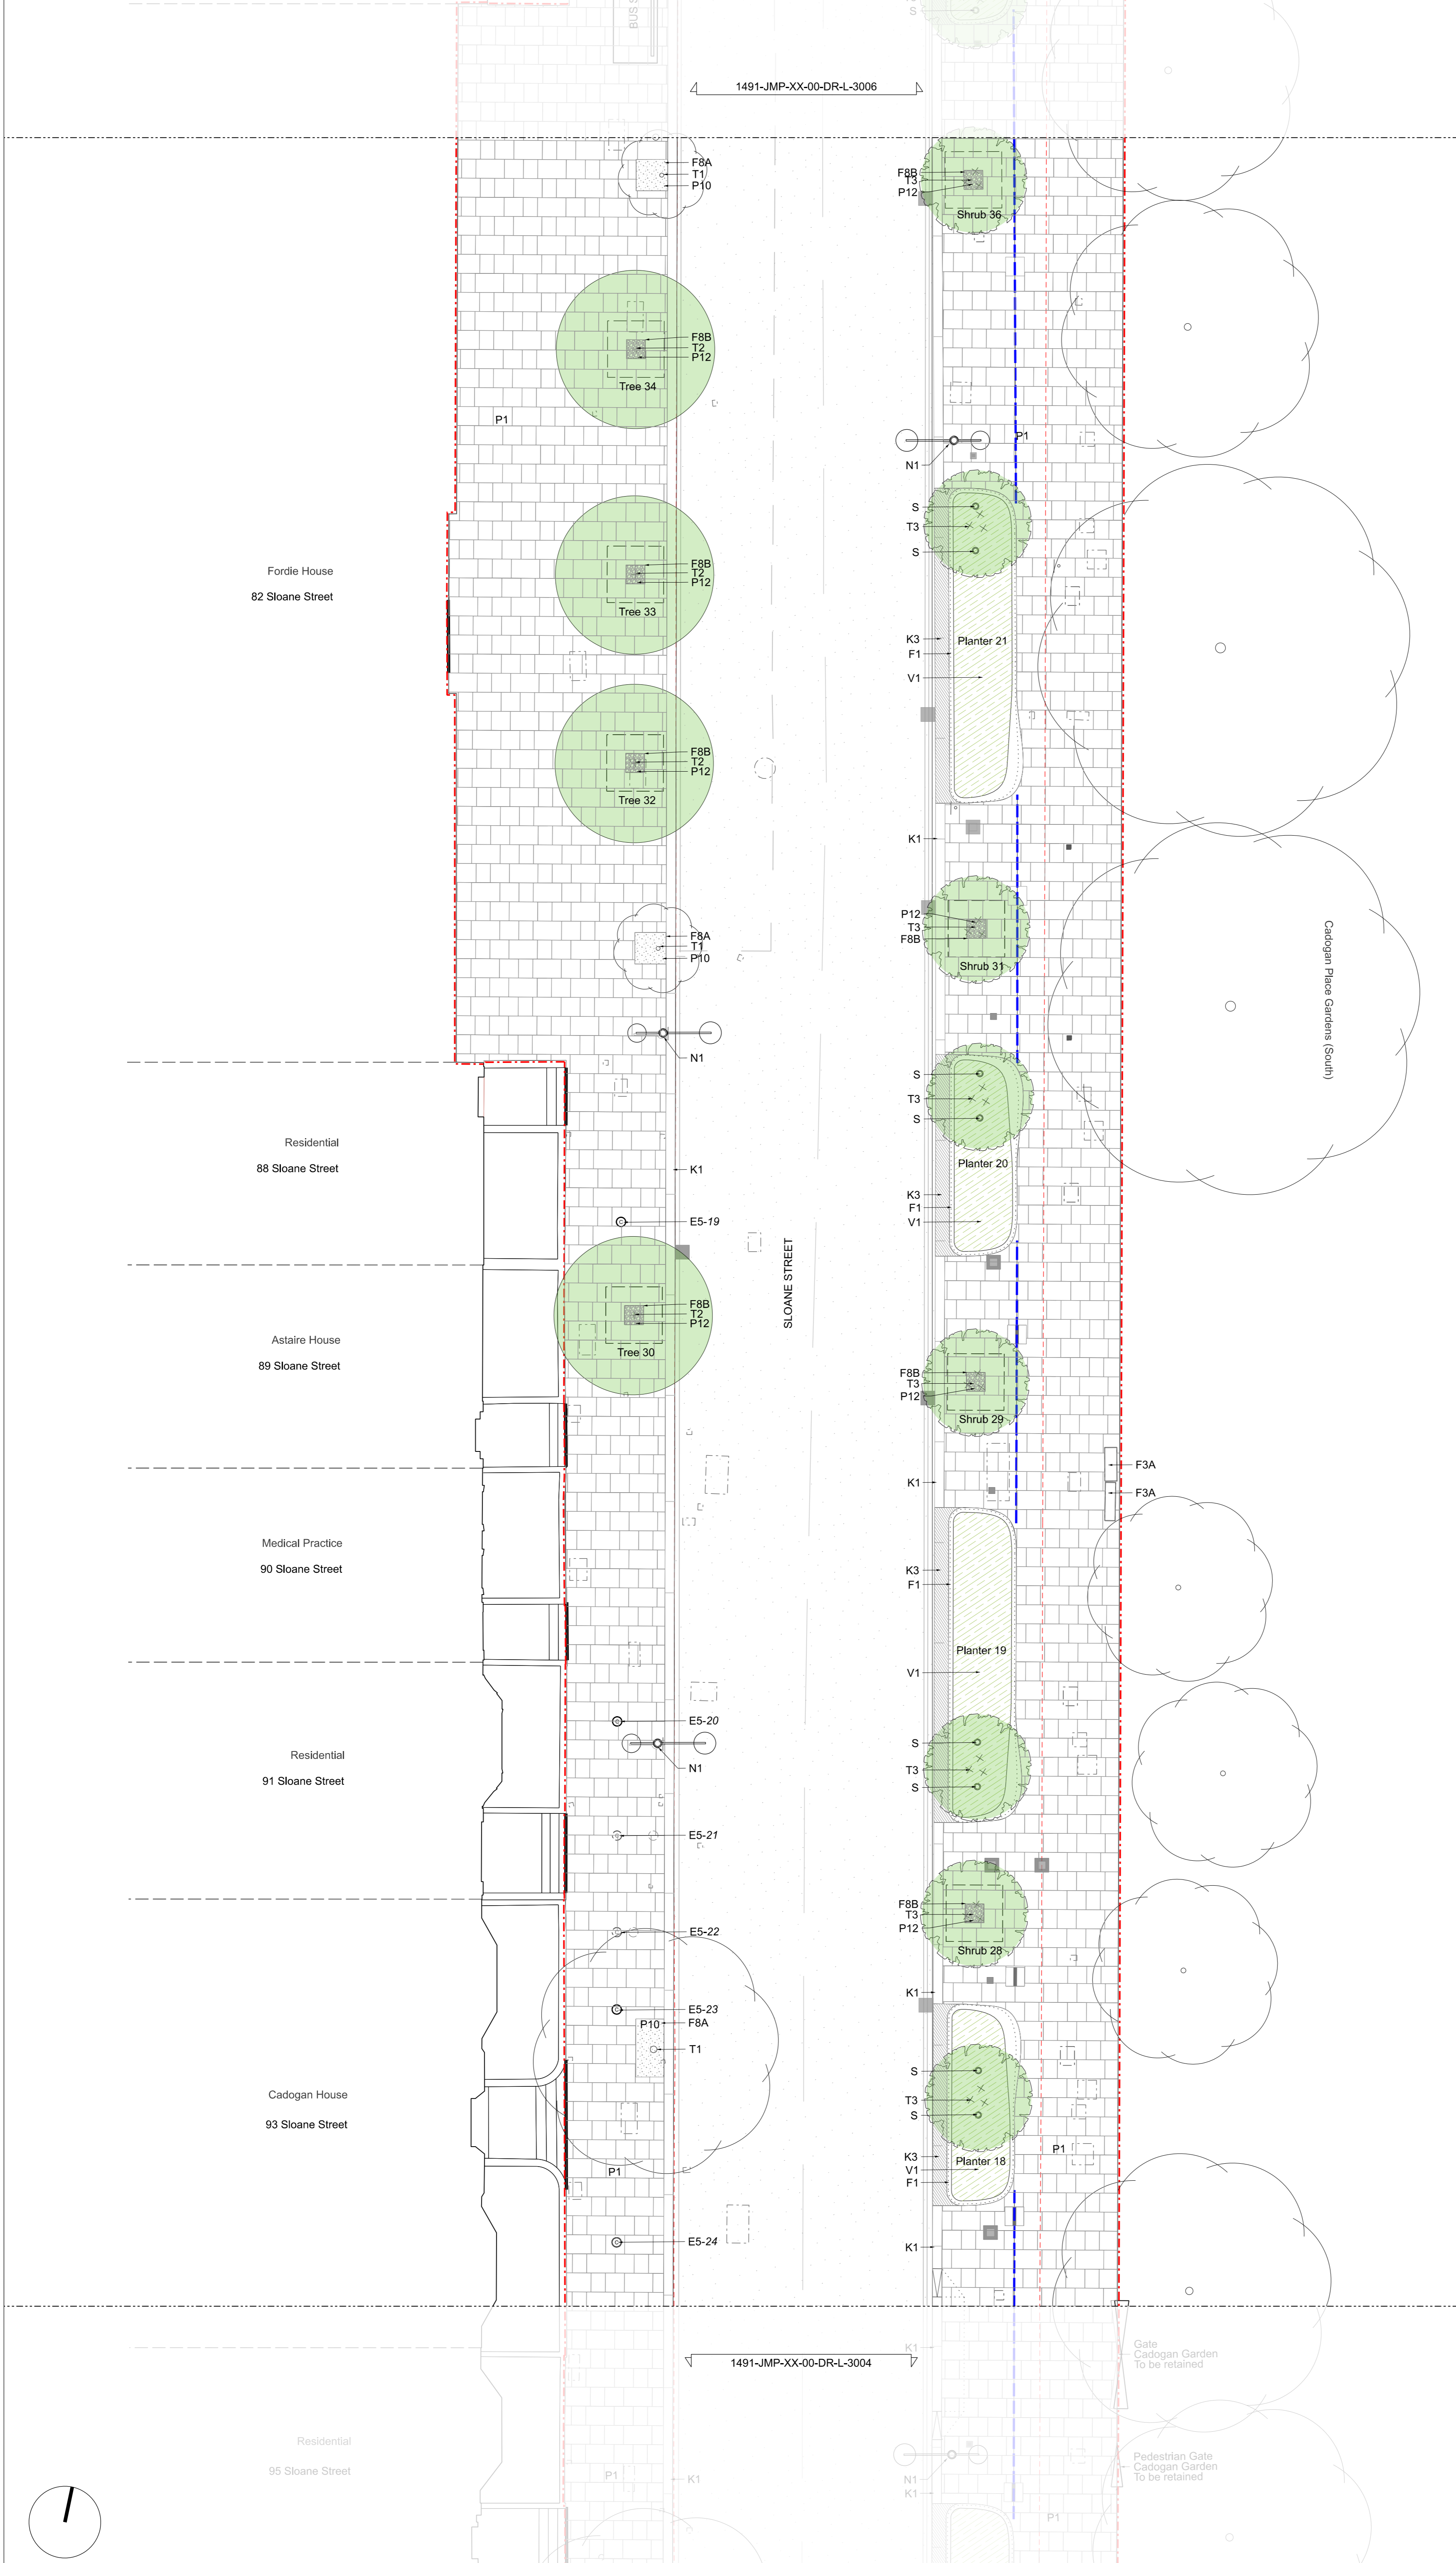 BUS S
S
1491-JMP-XX-00-DR-L-3006
F8A
T1
P10
F8B
T3
P12
Shrub 36
F8B
T2
P12
Tree 34
P1
P1
N1
S
T3
S
Fordie House
82 Sloane Street
F8B
T2
P12
Tree 33
K3
F1
V1
Planter 21
F8B
T2
P12
Tree 32
K1
F8A
T1
P10
P12
T3
F8B
Shrub 31
Cadogan Place Gardens (South)
N1
S
T3
S
Residential
88 Sloane Street
Planter 20
K1
K3
F1
V1
E5-19
SLOANE STREET
Astaire House
89 Sloane Street
F8B
T2
P12
Tree 30
F8B
T3
P12
Shrub 29
F3A
F3A
K1
Medical Practice
90 Sloane Street
K3
F1
Planter 19
V1
E5-20
Residential
91 Sloane Street
N1
S
T3
S
E5-21
F8B
T3
P12
Shrub 28
E5-22
K1
E5-23
P10
F8A
T1
S
T3
S
Cadogan House
93 Sloane Street
P1
P1
K3
V1
F1
Planter 18
E5-24
K1
K1
1491-JMP-XX-00-DR-L-3004
Gate
Cadogan Garden
To be retained
Residential
95 Sloane Street
Pedestrian Gate
Cadogan Garden
To be retained
P1
K1
N1
K1
P1